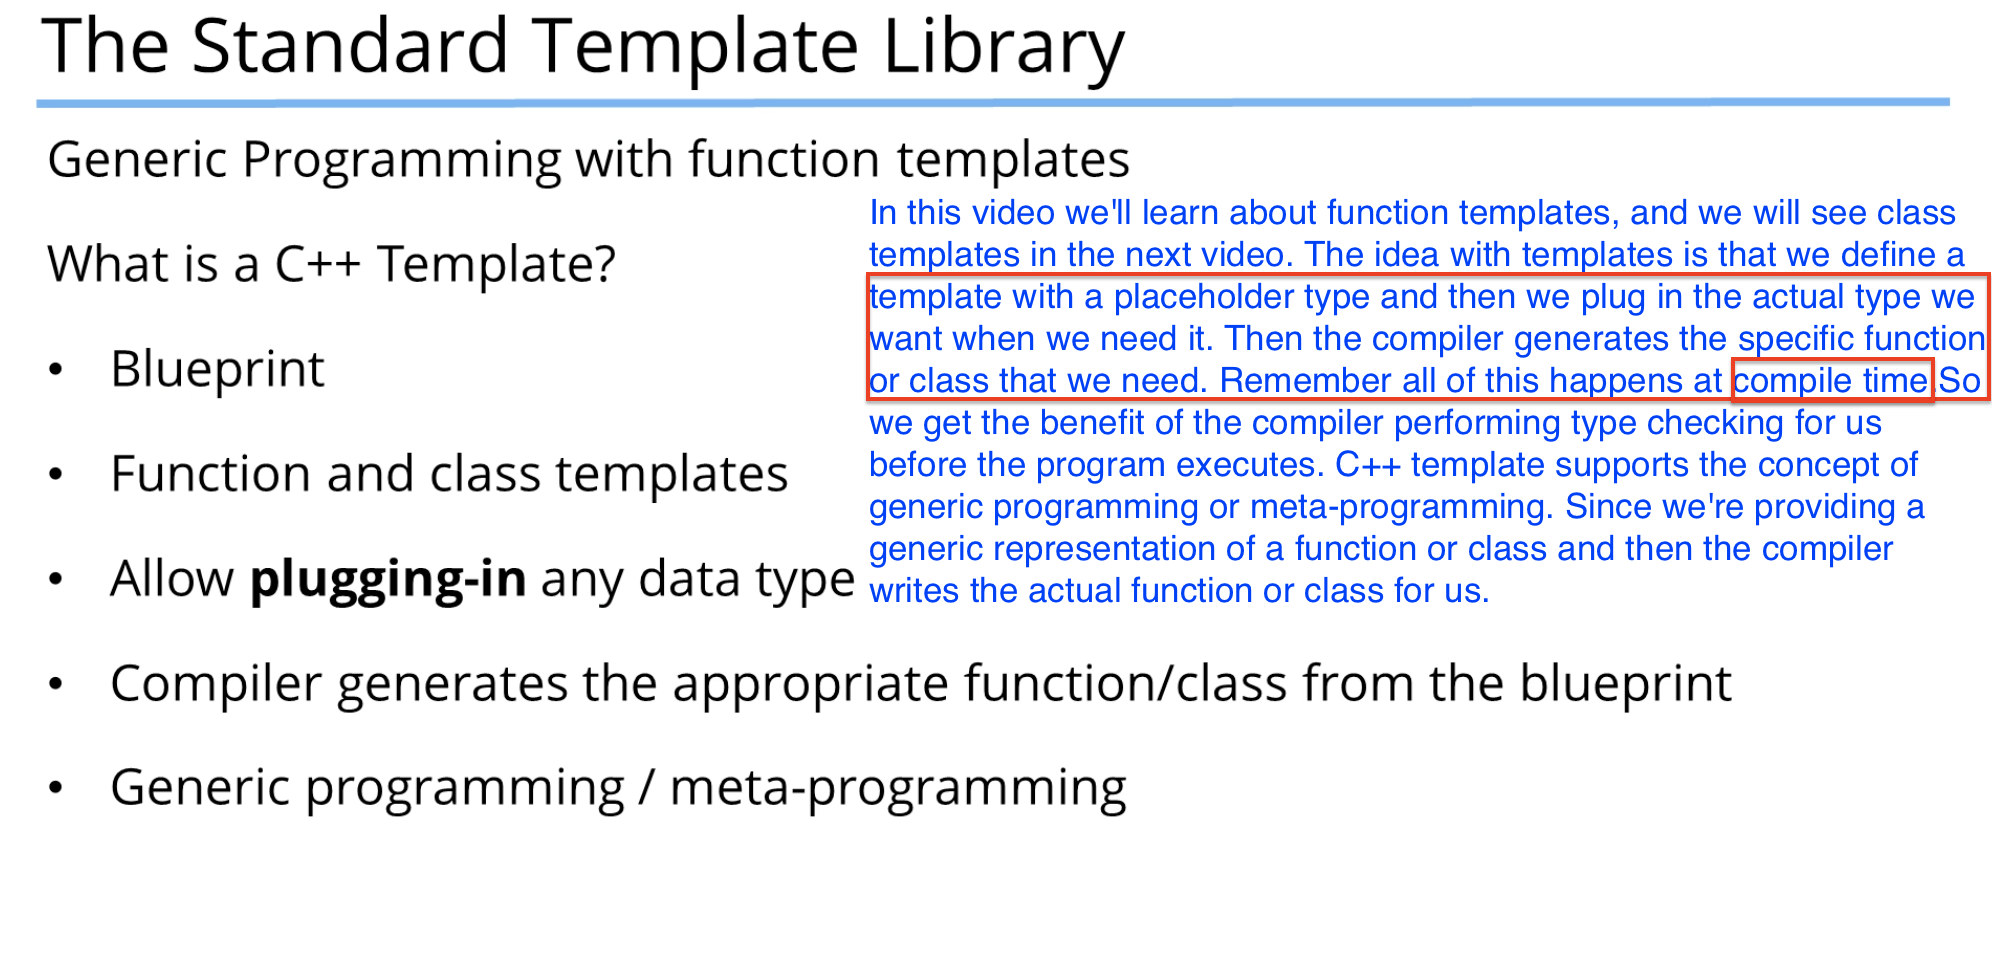 The Standard Template Library
Generic Programming with function templates
What is a C++ Template?
• Blueprint
• Function and class templates
• Allow plugging-in any data type
• Compiler generates the appropriate function/class from the blueprint
• Generic programming / meta-programming
In this video we'll learn about function templates, and we will see class
templates in the next video. The idea with templates is that we define a
template with a placeholder type and then we plug in the actual type we
want when we need it. Then the compiler generates the specific function
or class that we need. Remember all of this happens at compile time.So
we get the benefit of the compiler performing type checking for us
before the program executes. C++ template supports the concept of
generic programming or meta-programming. Since we're providing a
generic representation of a function or class and then the compiler
writes the actual function or class for us.